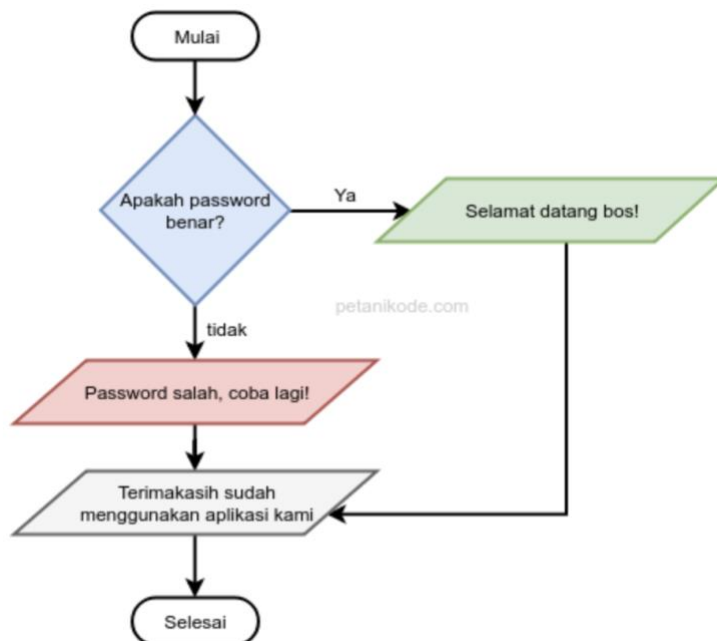 Mulai
Apakah password
benar?
Ya
Selamat datang bos!
petanikode.com
tidak
Password salah, coba lagi!
Terimakasih sudah
menggunakan aplikasi kami
Selesai